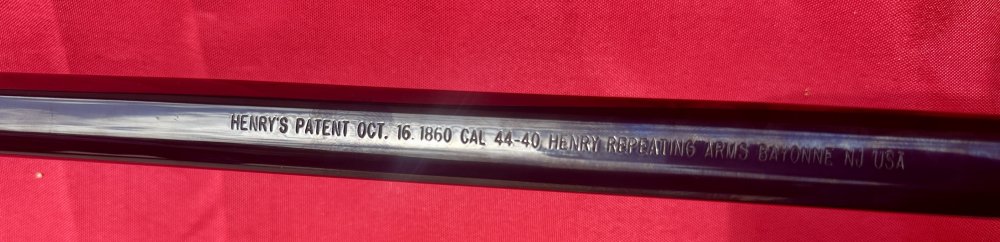 HENRY'S PATENT OCT. 16. 1860 CAL 44-40 HENRY REPEATING ARMS BAYONNE NJ USA